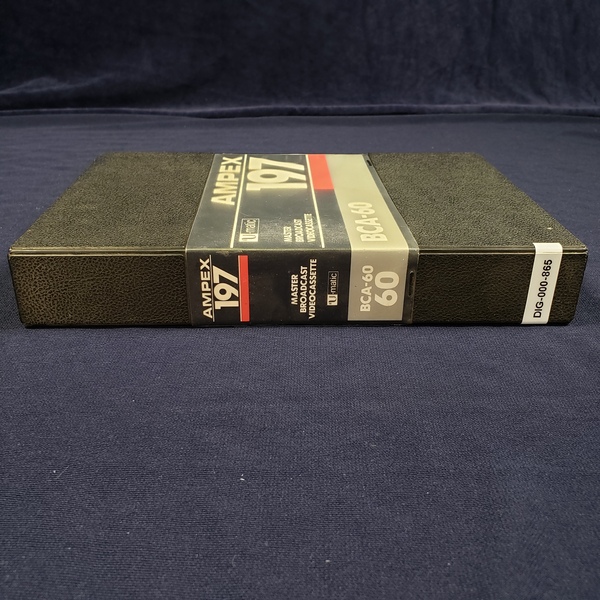 AMPEX
197
U-matic
MASTER
BROADCAST
VIDEOCASSETTE
BCA-60
AMPEX
197
MASTER
BROADCAST
VIDEOCASSETTE
U-matic
BCA-60
60
DIG-000-865